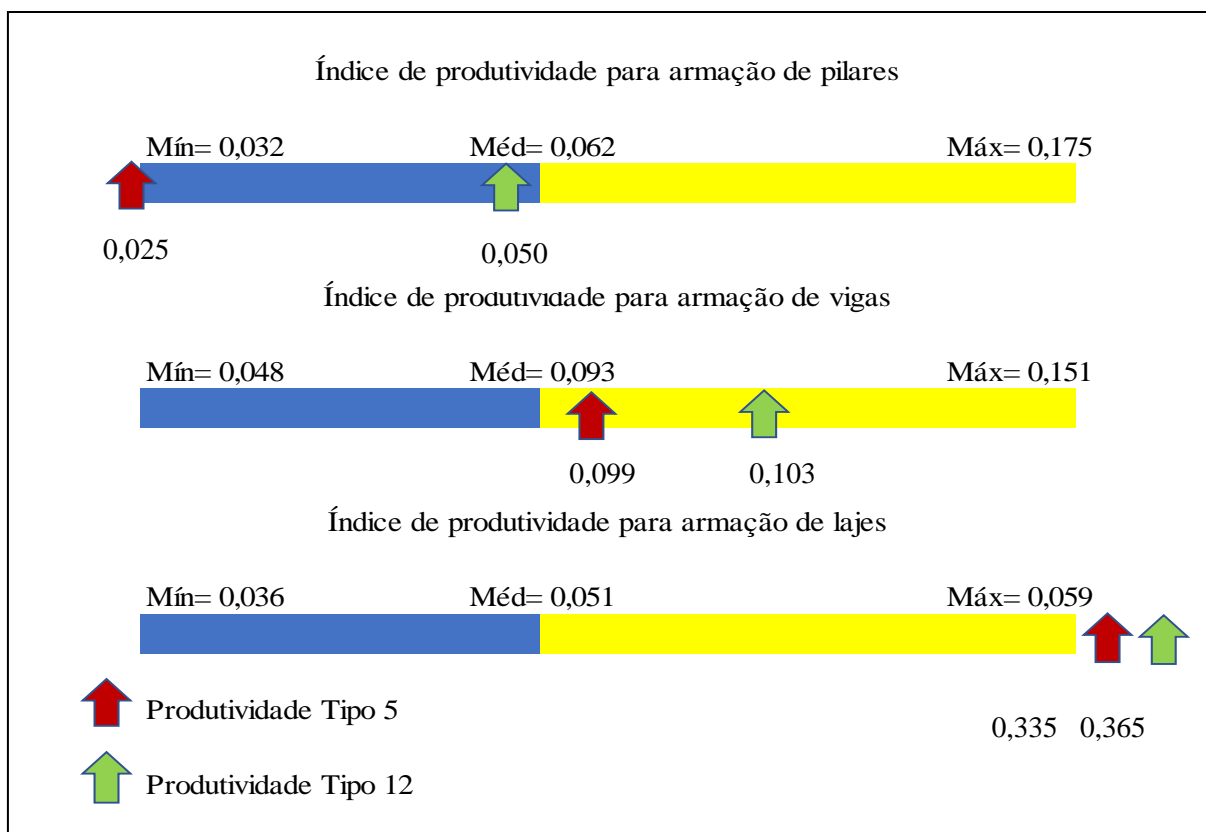 Índice de produtividade para armação de pilares
Mín= 0,032 Méd= 0,062 Máx= 0,175
0,025 0,050
Índice de produtividade para armação de vigas
Mín= 0,048 Méd= 0,093 Máx= 0,151
0,099 0,103
Índice de produtividade para armação de lajes
Mín= 0,036 Méd= 0,051 Máx= 0,059
Produtividade Tipo 5
0,335 0,365
Produtividade Tipo 12